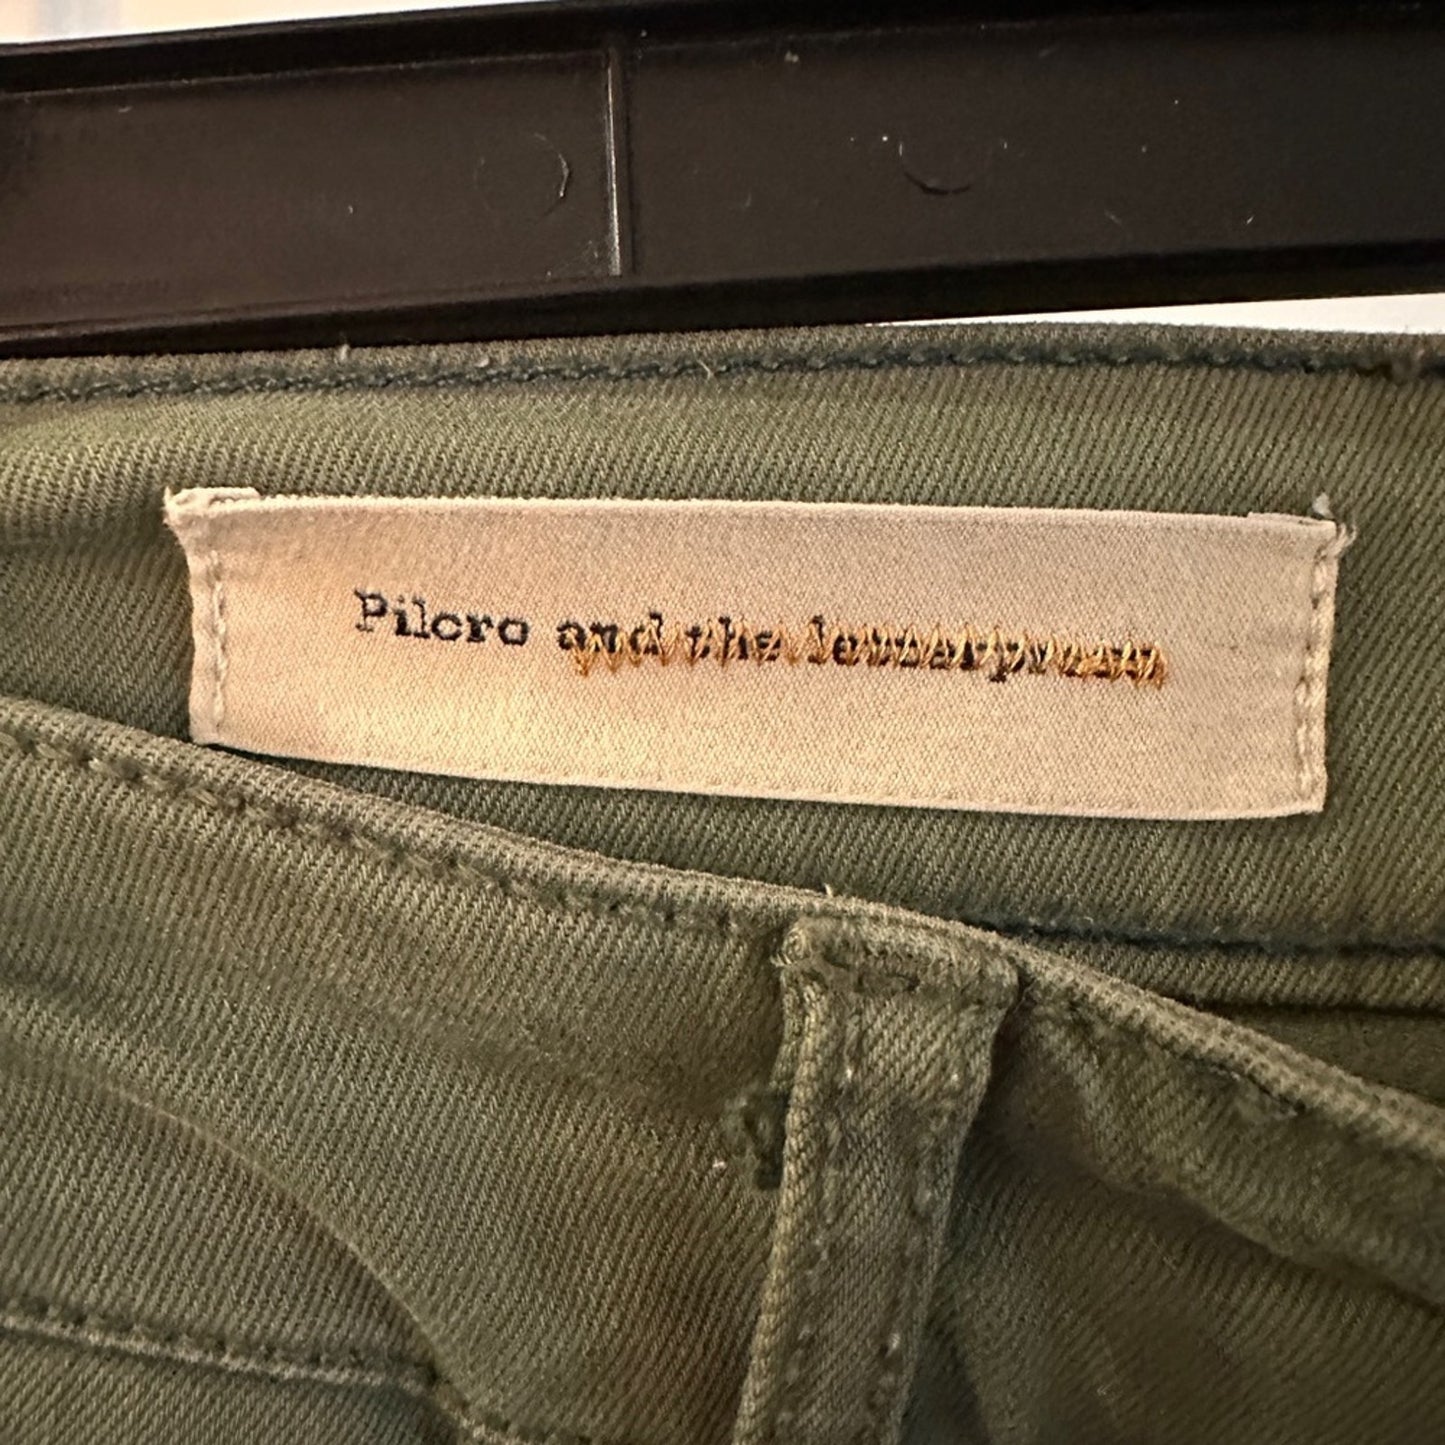 Pilcro and the letterpress